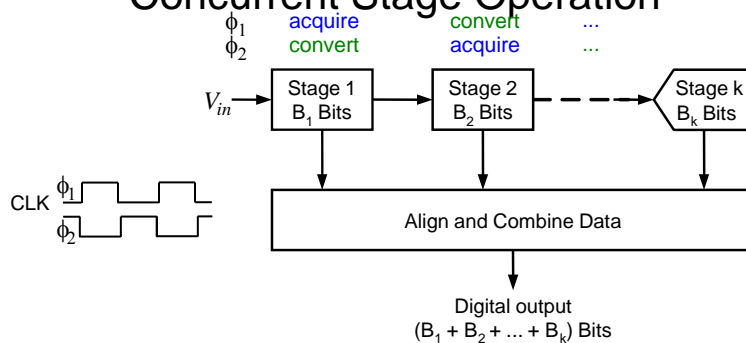 Concurrent Stage Operation
ϕ1 acquire convert ...
ϕ2 convert acquire ...
Vin
Stage 1
B1 Bits
Stage 2
B2 Bits
Stage k
Bk Bits
CLK
ϕ1
ϕ2
Align and Combine Data
Digital output
(B1 + B2 + ... + Bk) Bits